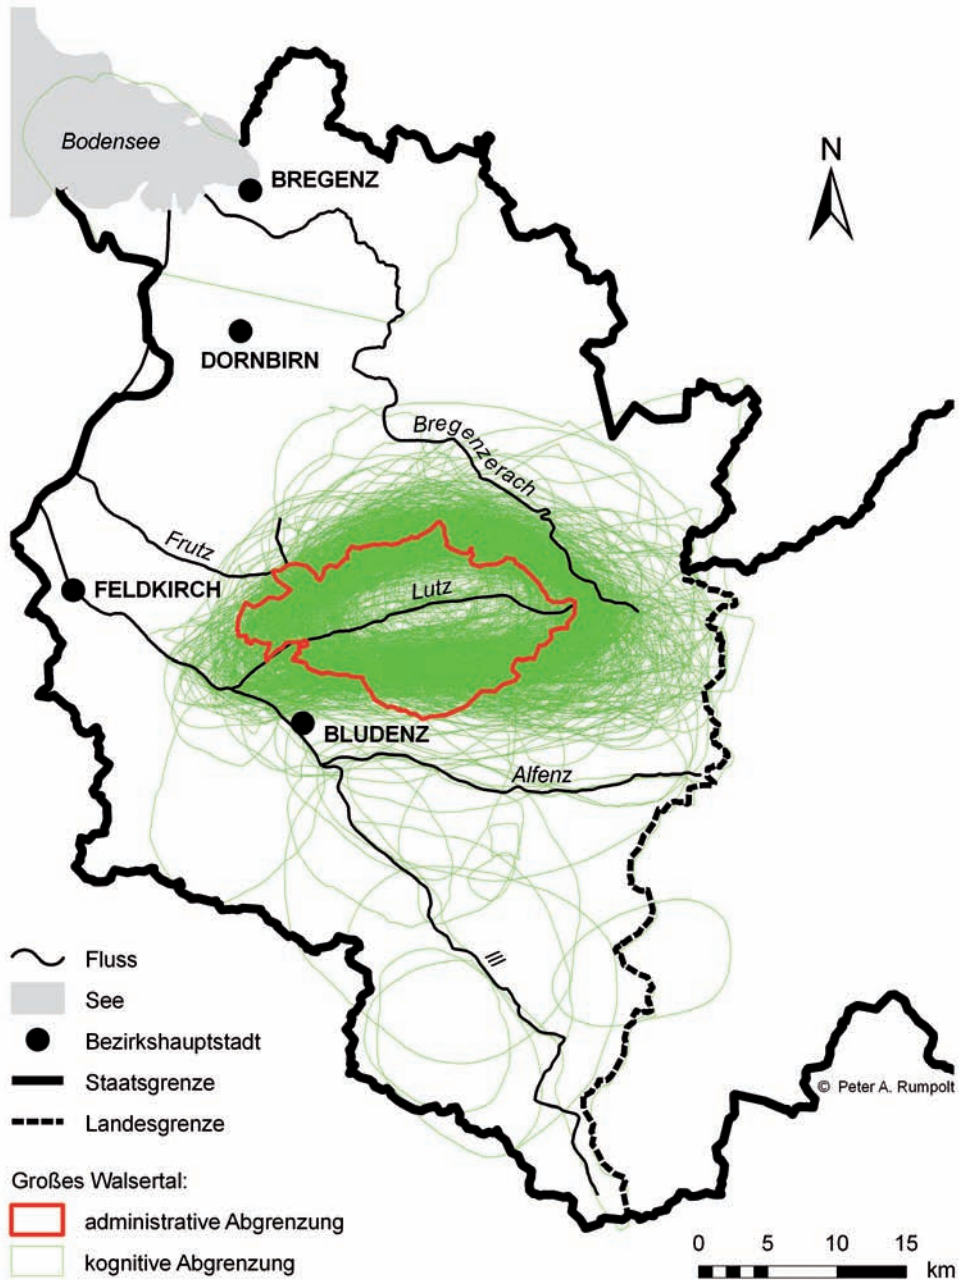 Bodensee
BREGENZ
N
DORNBIRN
Bregenzerach
Frutz
FELDKIRCH
Lutz
BLUDENZ
Alfenz
Ill
Fluss
See
Bezirkshauptstadt
Staatsgrenze
© Peter A. Rumpolt
Landesgrenze
Großes Walsertal:
administrative Abgrenzung
kognitive Abgrenzung
0 5 10 15
km